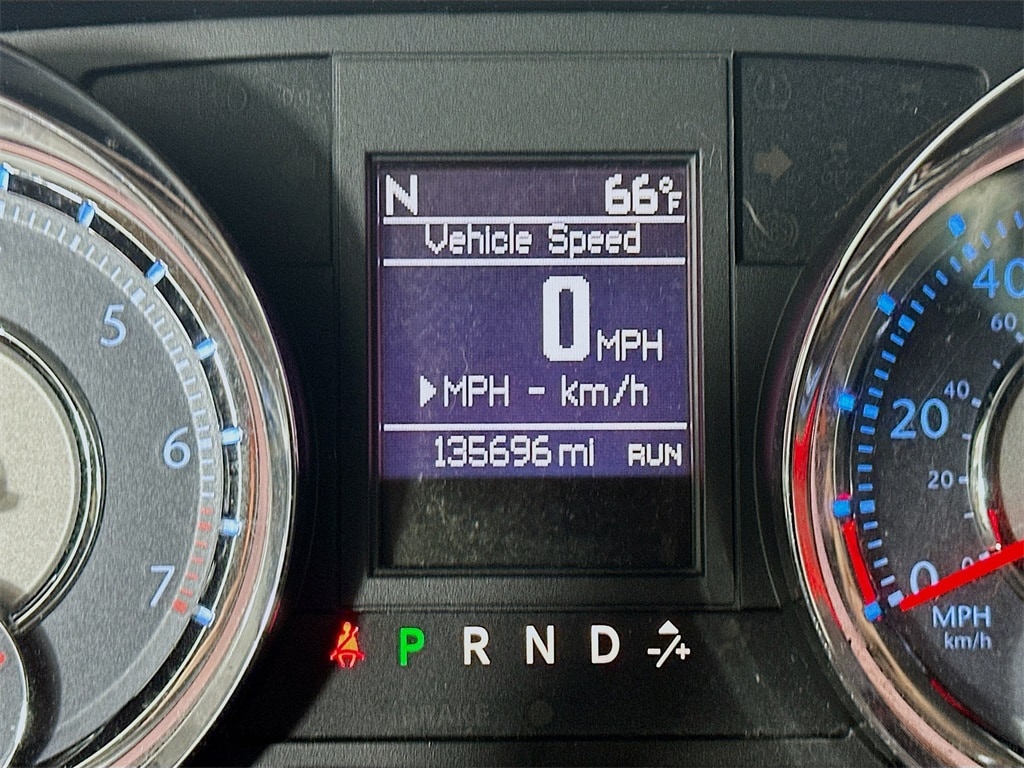 N 66°F
Vehicle Speed
0 MPH
▶MPH - km/h
135696 mi RUN
5
6
7
40
60
20
40
20
0
MPH
km/h
P R N D -/+